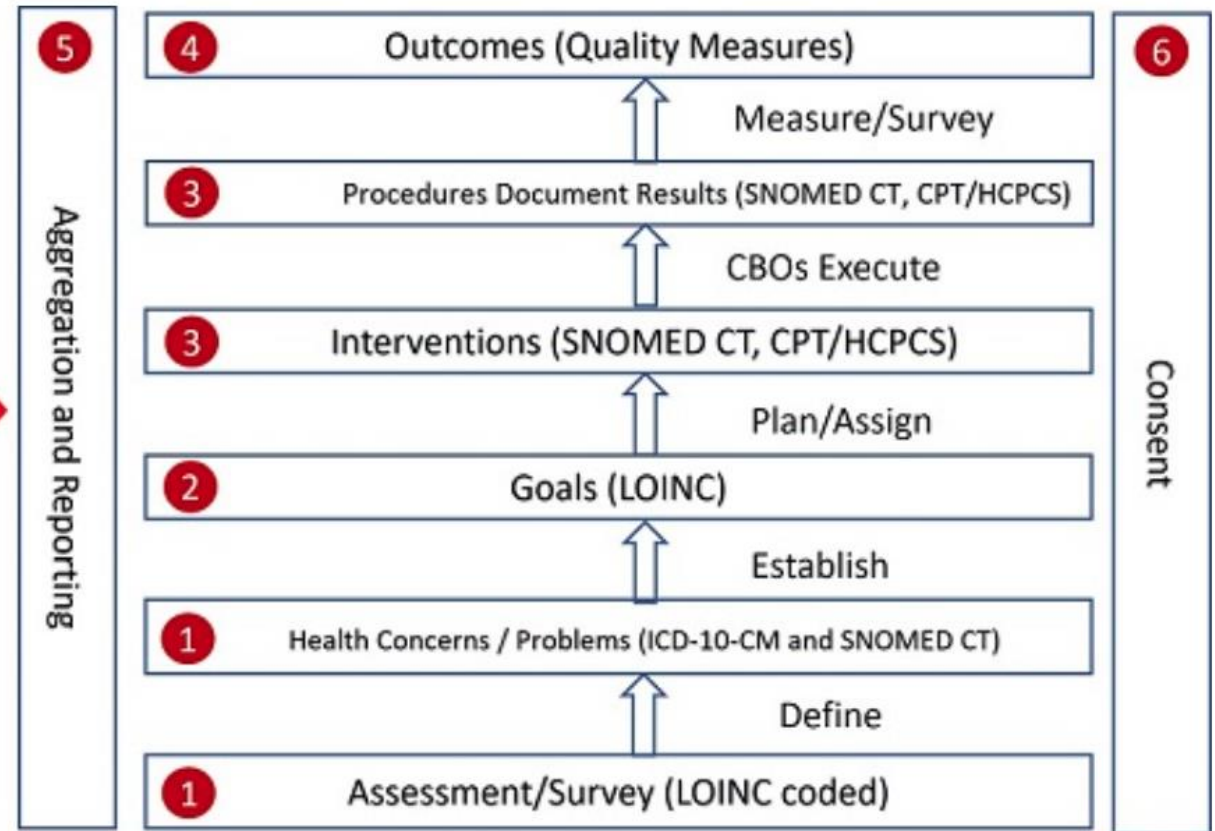 5
Aggregation and Reporting
4
Outcomes (Quality Measures)
Measure/Survey
3
Procedures Document Results (SNOMED CT, CPT/HCPCS)
CBOs Execute
3
Interventions (SNOMED CT, CPT/HCPCS)
Plan/Assign
2
Goals (LOINC)
Establish
1
Health Concerns / Problems (ICD-10-CM and SNOMED CT)
Define
1
Assessment/Survey (LOINC coded)
6
Consent